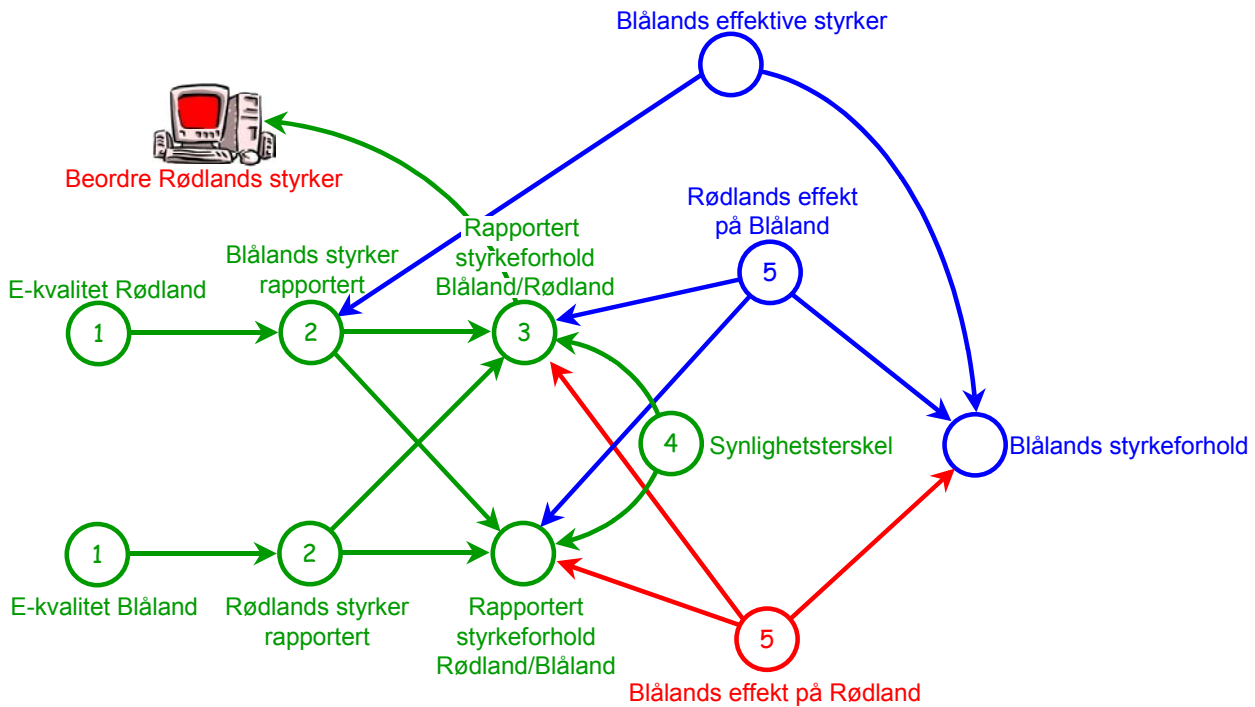 Blålands effektive styrker
Beordre Rødlands styrker
Rødlands effekt
på Blåland
5
Rapportert
styrkeforhold
Blåland/Rødland
3
Blålands styrker
rapportert
2
E-kvalitet Rødland
1
4
Synlighetsterskel
Blålands styrkeforhold
1
E-kvalitet Blåland
2
Rødlands styrker
rapportert
Rapportert
styrkeforhold
Rødland/Blåland
5
Blålands effekt på Rødland